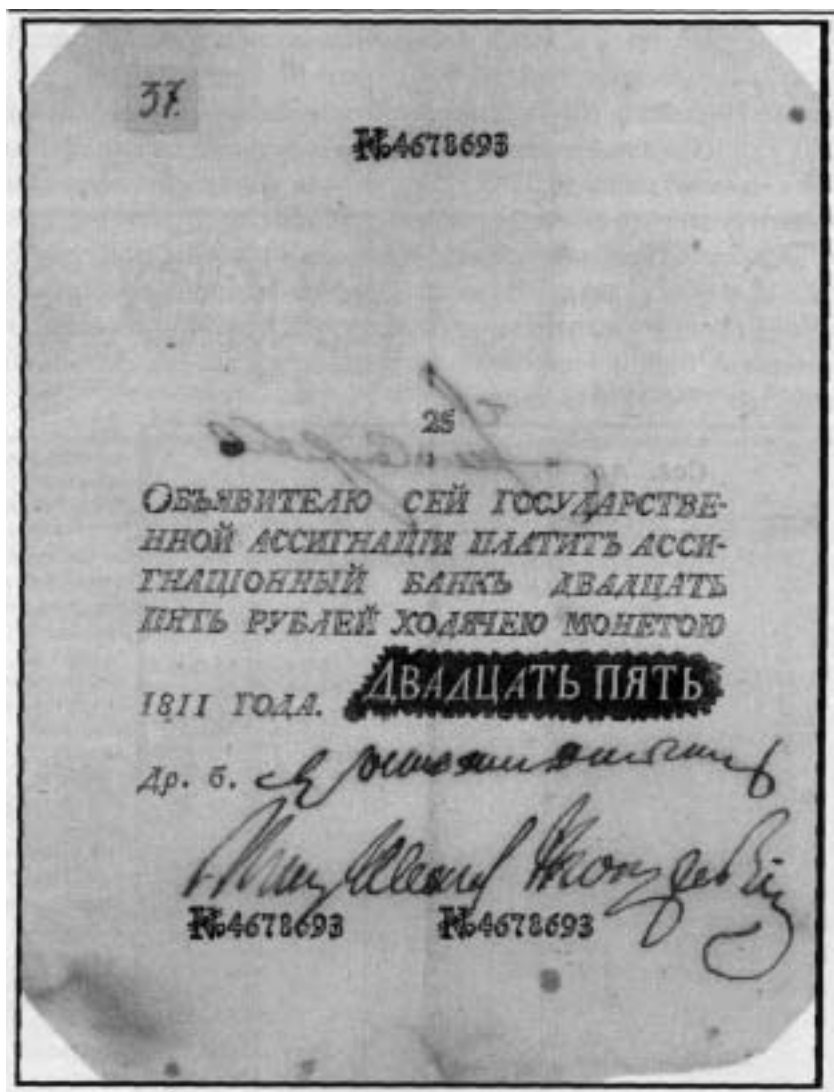 37.
№4678693
25
ОБЪЯВИТЕЛЮ СЕЙ ГОСУДАРСТВЕ-
ННОЙ АССИГНАЦІИ ПЛАТИТЪ АССИ-
ГНАЦІОННЫЙ БАНКЪ ДВАДЦАТЬ
ПЯТЬ РУБЛЕЙ ХОДЯЧЕЮ МОНЕТОЮ
1811 ГОДА. ДВАДЦАТЬ ПЯТЬ
Др. б.
№4678693 №4678693